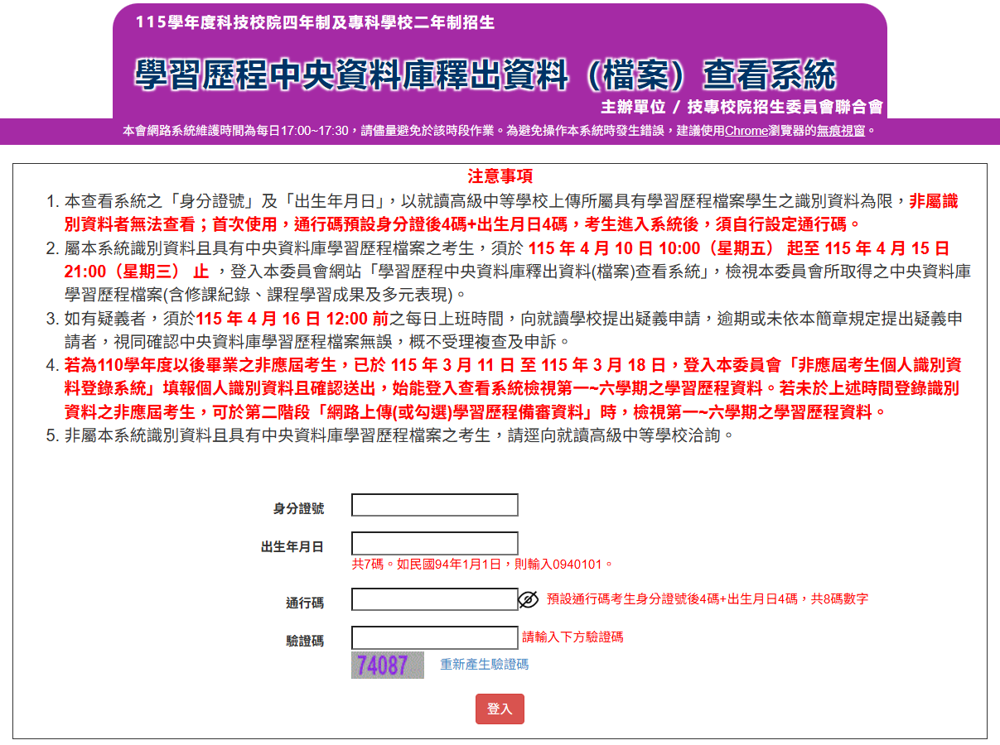 115學年度科技校院四年制及專科學校二年制招生
學習歷程中央資料庫釋出資料（檔案）查看系統
主辦單位 / 技專校院招生委員會聯合會
本會網路系統維護時間為每日17:00~17:30，請儘量避免於該時段作業。為避免操作本系統時發生錯誤，建議使用Chrome瀏覽器的無痕視窗。
注意事項
1. 本查看系統之「身分證號」及「出生年月日」，以就讀高級中等學校上傳所屬具有學習歷程檔案學生之識別資料為限，非屬識
別資料者無法查看；首次使用，通行碼預設身分證後4碼+出生月日4碼，考生進入系統後，須自行設定通行碼。
2. 屬本系統識別資料且具有中央資料庫學習歷程檔案之考生，須於 115 年 4 月 10 日 10:00（星期五） 起至 115 年 4 月 15 日
21:00（星期三） 止 ，登入本委員會網站「學習歷程中央資料庫釋出資料(檔案)查看系統」，檢視本委員會所取得之中央資料庫
學習歷程檔案(含修課紀錄、課程學習成果及多元表現)。
3. 如有疑義者，須於115 年 4 月 16 日 12:00 前之每日上班時間，向就讀學校提出疑義申請，逾期或未依本簡章規定提出疑義申
請者，視同確認中央資料庫學習歷程檔案無誤，概不受理複查及申訴。
4. 若為110學年度以後畢業之非應屆考生，已於 115 年 3 月 11 日 至 115 年 3 月 18 日，登入本委員會「非應屆考生個人識別資
料登錄系統」填報個人識別資料且確認送出，始能登入查看系統檢視第一~六學期之學習歷程資料。若未於上述時間登錄識別
資料之非應屆考生，可於第二階段「網路上傳(或勾選)學習歷程備審資料」時，檢視第一~六學期之學習歷程資料。
5. 非屬本系統識別資料且具有中央資料庫學習歷程檔案之考生，請逕向就讀高級中等學校洽詢。
身分證號
出生年月日
共7碼。如民國94年1月1日，則輸入0940101。
通行碼 預設通行碼考生身分證號後4碼+出生月日4碼，共8碼數字
驗證碼 請輸入下方驗證碼
74087 重新產生驗證碼
登入